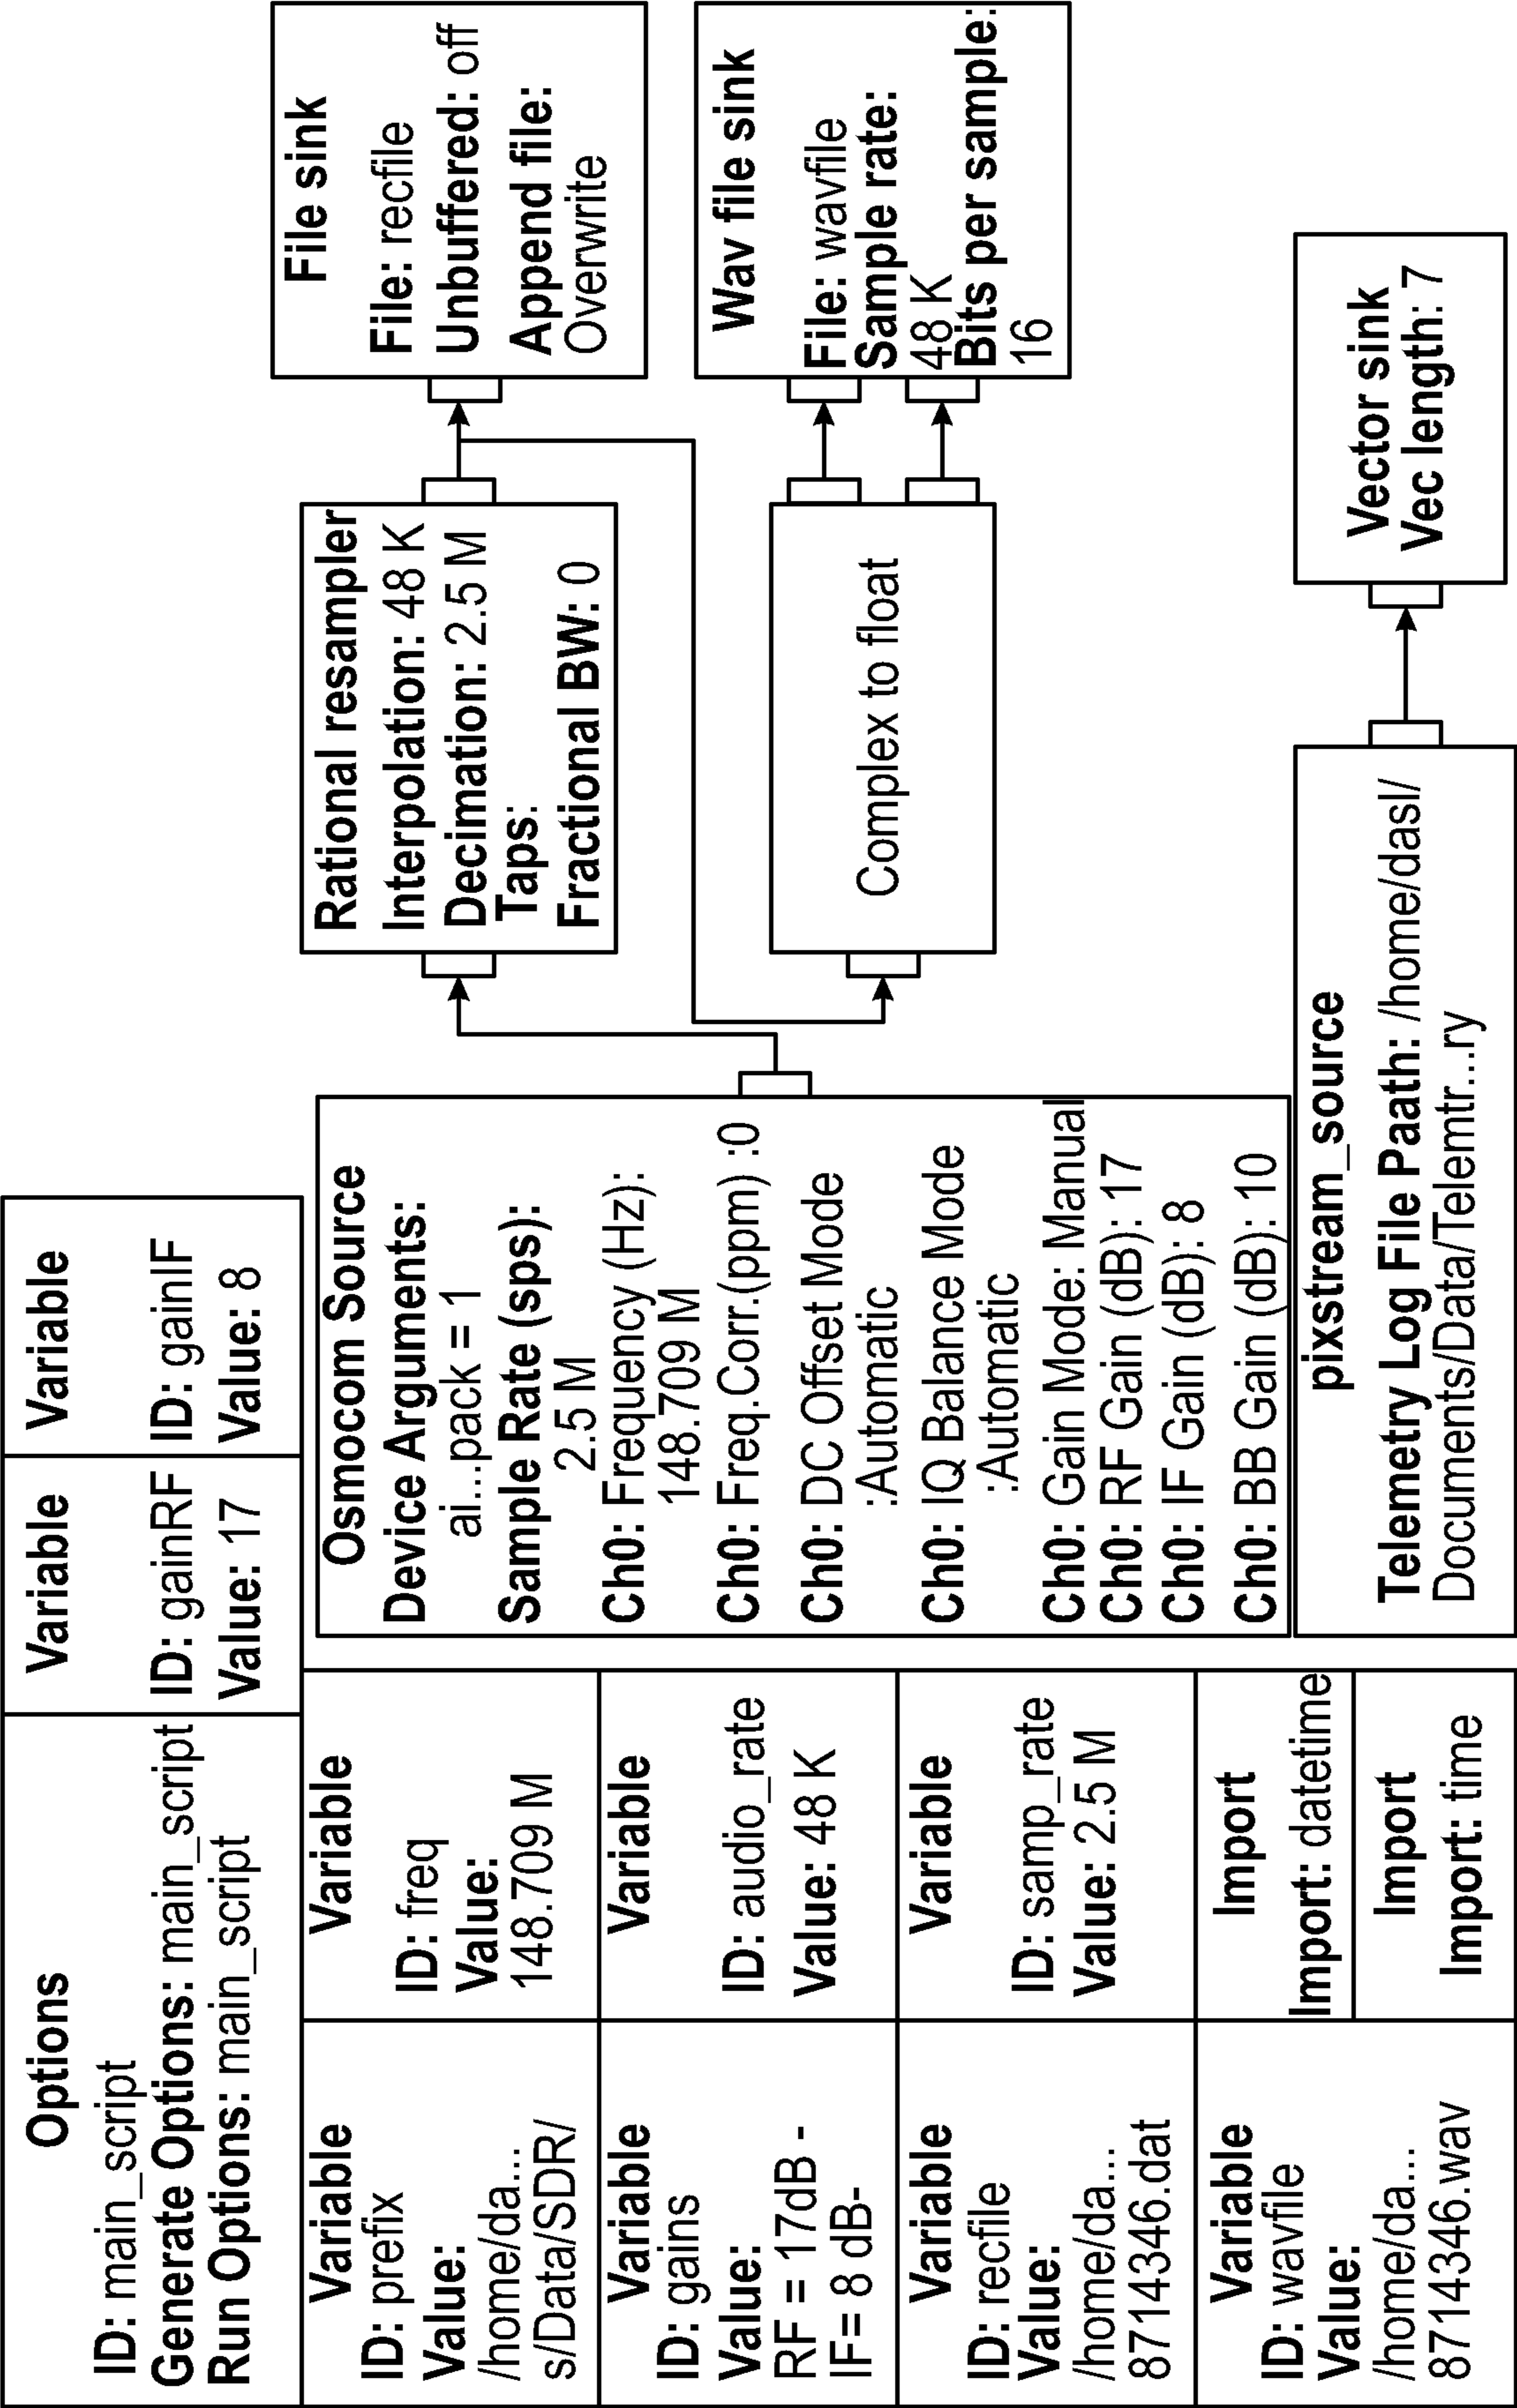 Options
ID: main_script
Generate Options: main_script
Run Options: main_script
Variable
ID: gainRF
Value: 17
Variable
ID: gainIF
Value: 8
Variable
ID: prefix
Value:
/home/da...
s/Data/SDR/
Variable
ID: freq
Value:
148.709 M
Variable
ID: gains
Value:
RF = 17dB -
IF= 8 dB-
Variable
ID: audio_rate
Value: 48 K
Variable
ID: recfile
Value:
/home/da...
8714346.dat
Variable
ID: samp_rate
Value: 2.5 M
Variable
ID: wavfile
Value:
/home/da...
8714346.wav
Import
Import: datetime
Import
Import: time
Osmocom Source
Device Arguments:
ai...pack = 1
Sample Rate (sps):
2.5 M
Ch0: Frequency (Hz):
148.709 M
Ch0: Freq.Corr.(ppm) :0
Ch0: DC Offset Mode
:Automatic
Ch0: IQ Balance Mode
:Automatic
Ch0: Gain Mode: Manual
Ch0: RF Gain (dB): 17
Ch0: IF Gain (dB): 8
Ch0: BB Gain (dB): 10
Rational resampler
Interpolation: 48 K
Decimation: 2.5 M
Taps:
Fractional BW: 0
File sink
File: recfile
Unbuffered: off
Append file:
Overwrite
Complex to float
Wav file sink
File: wavfile
Sample rate:
48 K
Bits per sample:
16
pixstream_source
Telemetry Log File Paath: /home/dasl/
Documents/Data/Telemtr...ry
Vector sink
Vec length: 7